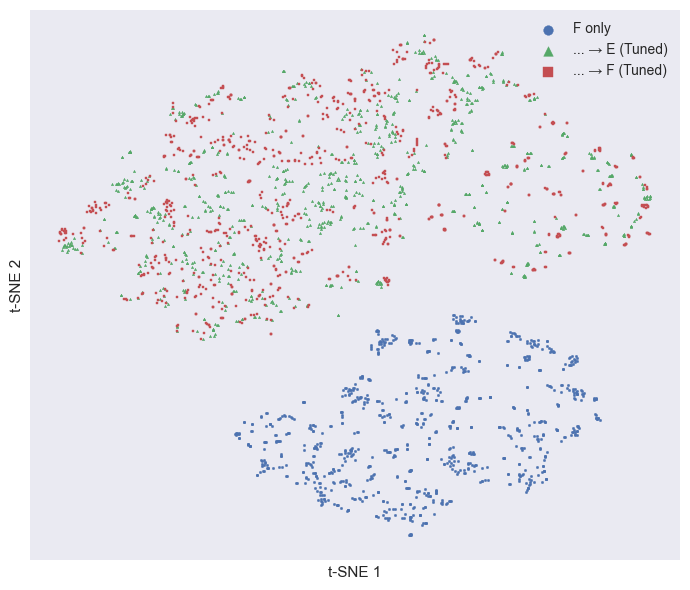 F only
... → E (Tuned)
... → F (Tuned)
t-SNE 2
t-SNE 1